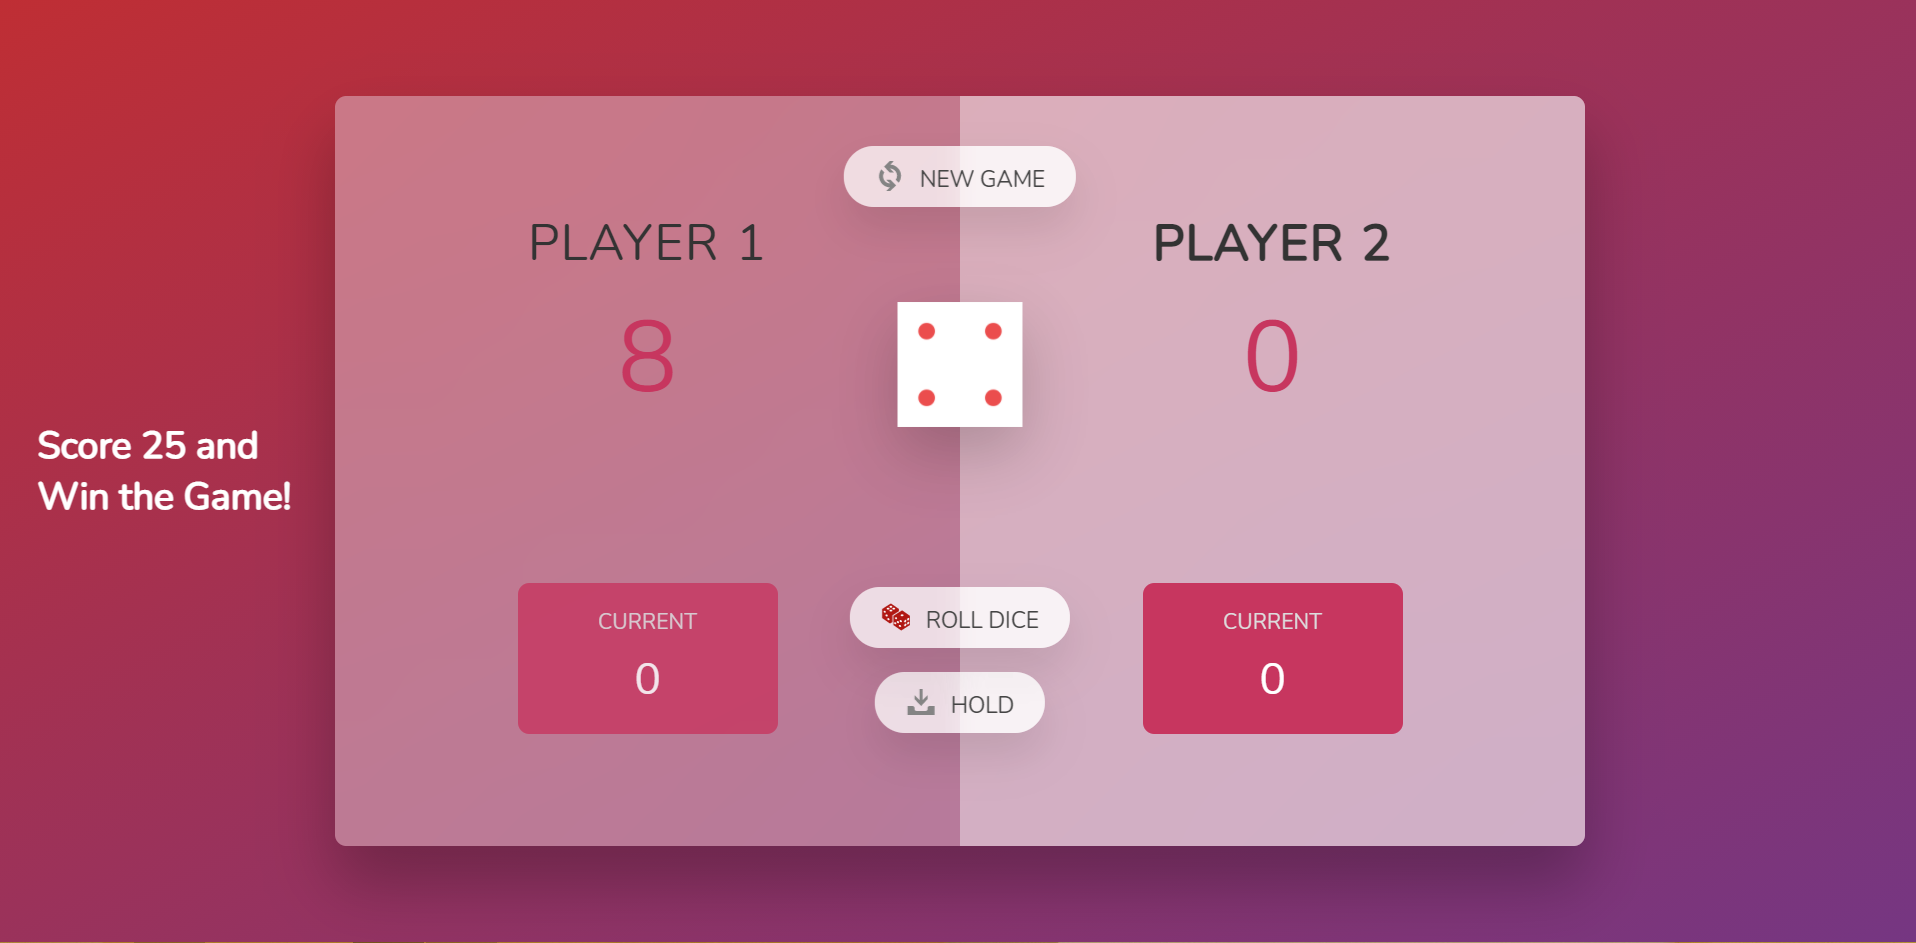 NEW GAME
PLAYER 1
8
PLAYER 2
0
Score 25 and
Win the Game!
CURRENT
0
ROLL DICE
HOLD
CURRENT
0